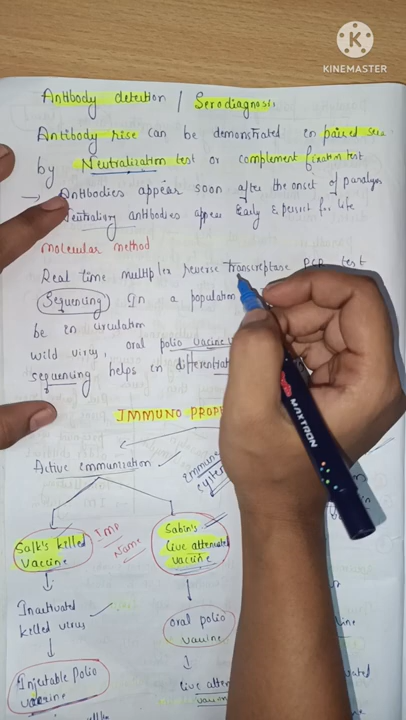 KINEMASTER
Antibody detection / Serodiagnosis
Antibody rise can be demonstrated in paired sera
by Neutralization test or complement fixation test
→ Antibodies appear soon after the onset of paralysis
Neutralizing antibodies appear Early & persist for life
Molecular method
Real time multiplex reverse transcriptase PCR test
Sequencing In a population
be in circulation
wild virus, oral polio vaccine
sequencing helps in
IMMUNO PROP
Active immunization
Immune
system
Salk's killed
Vaccine
IMP
Name
Sabin's
live attenuated
vaccine
Inactivated
killed virus
oral polio
vaccine
Injectable polio
vaccine
live
MAXTRON